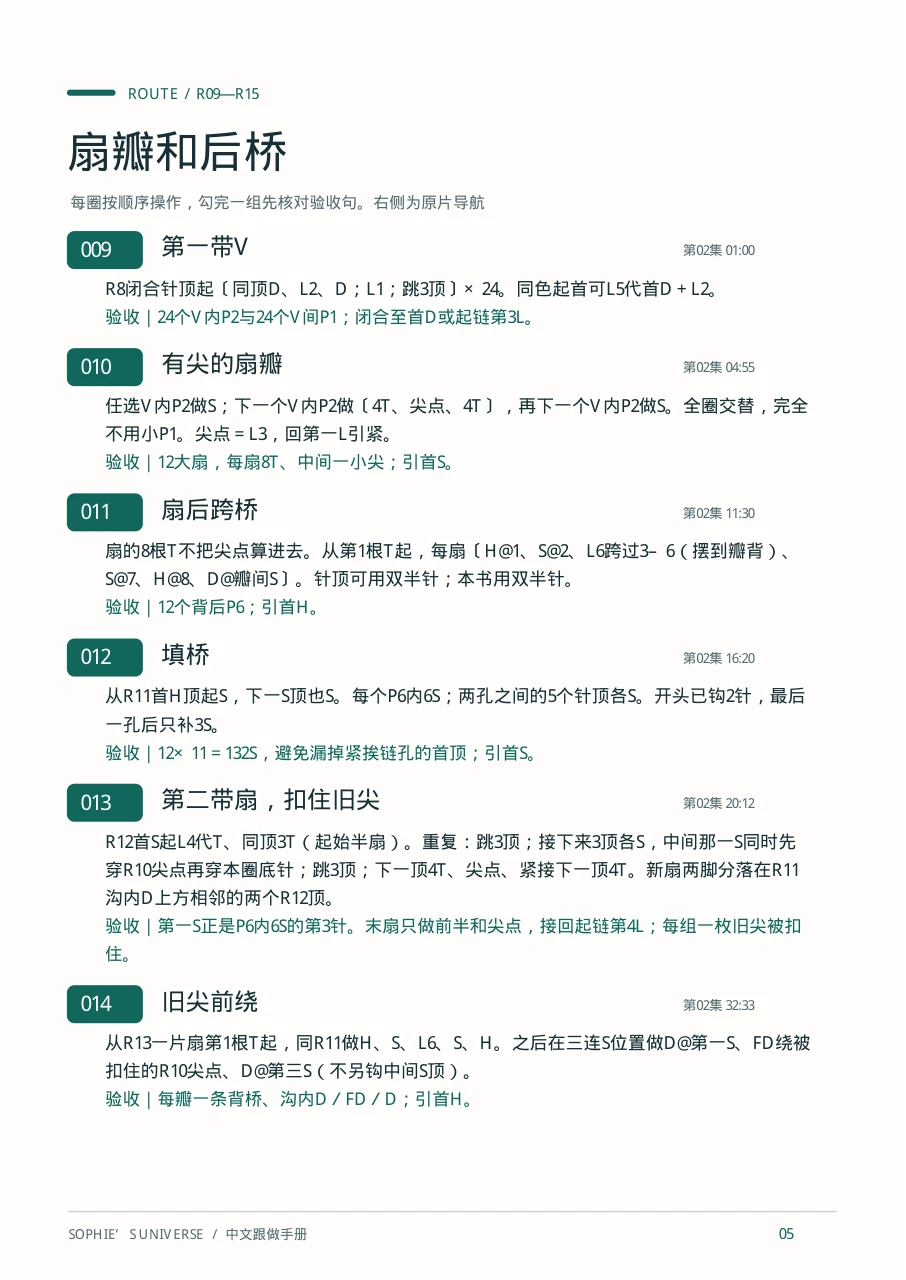 ROUTE / R09—R15
扇瓣和后桥
每圈按顺序操作，勾完一组先核对验收句。右侧为原片导航
009 第一带V 第02集 01:00
R8闭合针顶起〔同顶D、L2、D；L1；跳3顶〕× 24。同色起首可L5代首D + L2。
验收｜24个V内P2与24个V间P1；闭合至首D或起链第3L。
010 有尖的扇瓣 第02集 04:55
任选V内P2做S；下一个V内P2做〔4T、尖点、4T〕，再下一个V内P2做S。全圈交替，完全
不用小P1。尖点 = L3，回第一L引紧。
验收｜12大扇，每扇8T、中间一小尖；引首S。
011 扇后跨桥 第02集 11:30
扇的8根T不把尖点算进去。从第1根T起，每扇〔H@1、S@2、L6跨过3– 6（摆到瓣背）、
S@7、H@8、D@瓣间S〕。针顶可用双半针；本书用双半针。
验收｜12个背后P6；引首H。
012 填桥 第02集 16:20
从R11首H顶起S，下一S顶也S。每个P6内6S；两孔之间的5个针顶各S。开头已钩2针，最后
一孔后只补3S。
验收｜12× 11 = 132S，避免漏掉紧挨链孔的首顶；引首S。
013 第二带扇，扣住旧尖 第02集 20:12
R12首S起L4代T、同顶3T（起始半扇）。重复：跳3顶；接下来3顶各S，中间那一S同时先
穿R10尖点再穿本圈底针；跳3顶；下一顶4T、尖点、紧接下一顶4T。新扇两脚分落在R11
沟内D上方相邻的两个R12顶。
验收｜第一S正是P6内6S的第3针。末扇只做前半和尖点，接回起链第4L；每组一枚旧尖被扣
住。
014 旧尖前绕 第02集 32:33
从R13一片扇第1根T起，同R11做H、S、L6、S、H。之后在三连S位置做D@第一S、FD绕被
扣住的R10尖点、D@第三S（不另钩中间S顶）。
验收｜每瓣一条背桥、沟内D / FD / D；引首H。
SOPHIE’ S UNIVERSE / 中文跟做手册 05